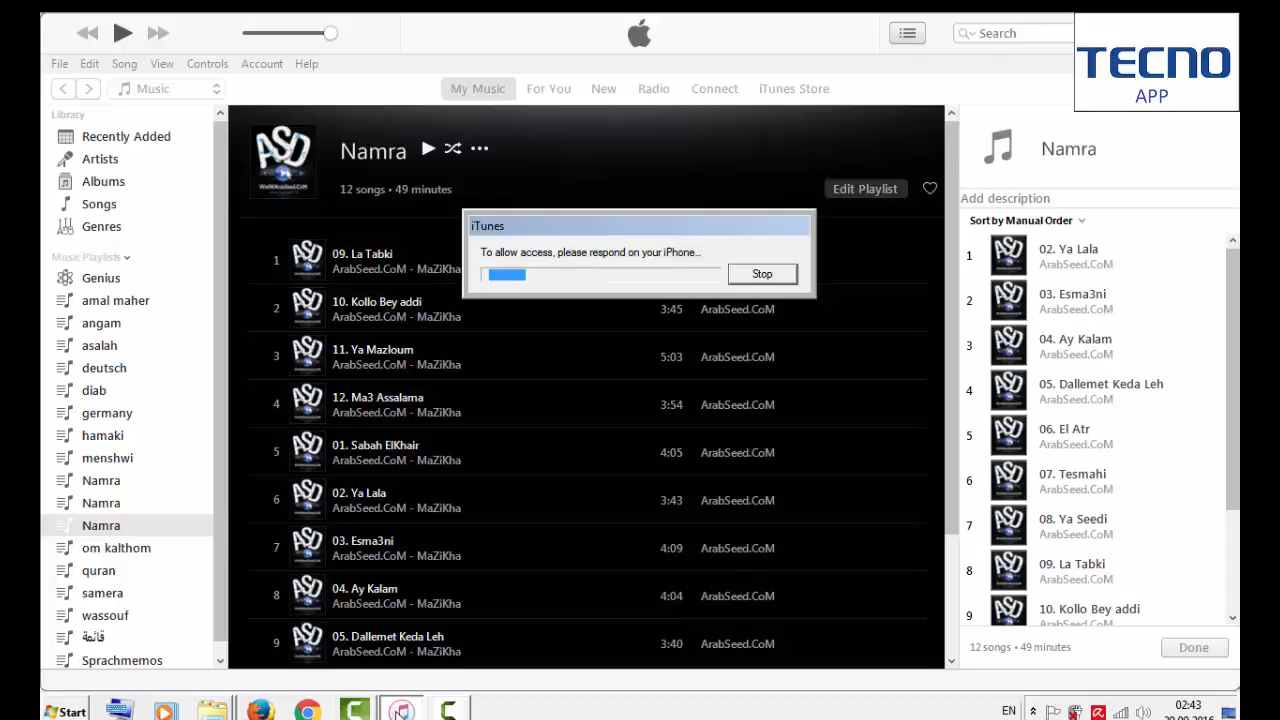 Search
TECNO
APP
File Edit Song View Controls Account Help
Music
My Music For You New Radio Connect iTunes Store
Library
Recently Added
Artists
Albums
Songs
Genres
Music Playlists
Genius
amal maher
angam
asalah
deutsch
diab
germany
hamaki
menshwi
Namra
Namra
Namra
om kalthom
quran
samera
wassouf
قائمة
Sprachmemos
ASD
Namra
12 songs • 49 minutes
Edit Playlist
iTunes
To allow access, please respond on your iPhone...
Stop
1 09. La Tabki
ArabSeed.CoM - MaZiKha
2 10. Kollo Bey addi
ArabSeed.CoM - MaZiKha
3:45 ArabSeed.CoM
3 11. Ya Mazloum
ArabSeed.CoM - MaZiKha
5:03 ArabSeed.CoM
4 12. Ma3 Assalama
ArabSeed.CoM - MaZiKha
3:54 ArabSeed.CoM
5 01. Sabah ElKhair
ArabSeed.CoM - MaZiKha
4:05 ArabSeed.CoM
6 02. Ya Lala
ArabSeed.CoM - MaZiKha
3:43 ArabSeed.CoM
7 03. Esma3ni
ArabSeed.CoM - MaZiKha
4:09 ArabSeed.CoM
8 04. Ay Kalam
ArabSeed.CoM - MaZiKha
4:04 ArabSeed.CoM
9 05. Dallemet Keda Leh
ArabSeed.CoM - MaZiKha
3:40 ArabSeed.CoM
Namra
Add description
Sort by Manual Order
1 02. Ya Lala
ArabSeed.CoM
2 03. Esma3ni
ArabSeed.CoM
3 04. Ay Kalam
ArabSeed.CoM
4 05. Dallemet Keda Leh
ArabSeed.CoM
5 06. El Atr
ArabSeed.CoM
6 07. Tesmahi
ArabSeed.CoM
7 08. Ya Seedi
ArabSeed.CoM
8 09. La Tabki
ArabSeed.CoM
9 10. Kollo Bey addi
ArabSeed.CoM
12 songs • 49 minutes
Done
Start
EN
02:43